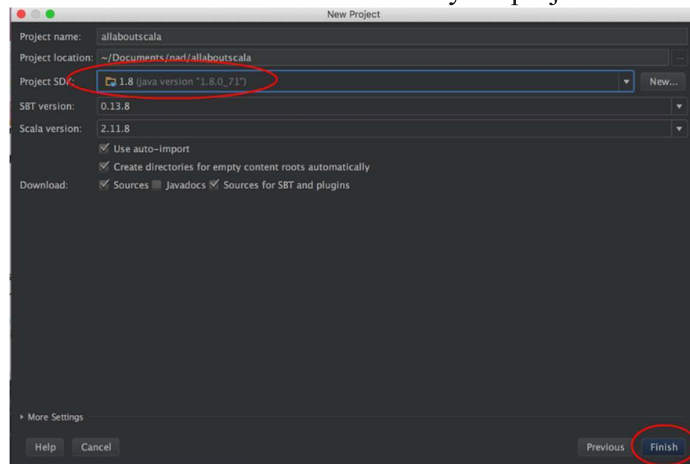 New Project
Project name: allaboutscala
Project location: ~/Documents/nad/allaboutscala
Project SDK: 1.8 (java version "1.8.0_71") New...
SBT version: 0.13.8
Scala version: 2.11.8
Use auto-import
Create directories for empty content roots automatically
Download: Sources Javadocs Sources for SBT and plugins
More Settings
Help Cancel Previous Finish